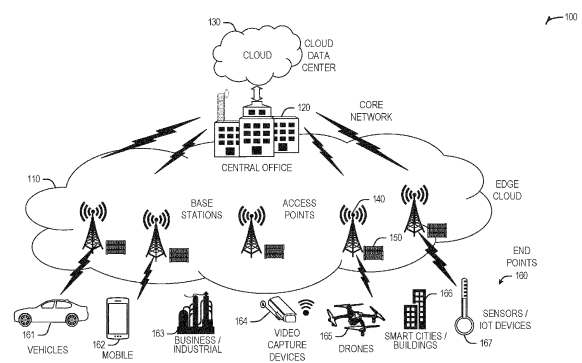 100
130
CLOUD
CLOUD
DATA
CENTER
120
CORE
NETWORK
CENTRAL OFFICE
110
BASE
STATIONS
ACCESS
POINTS
140
150
EDGE
CLOUD
END
POINTS
160
161
VEHICLES
162
MOBILE
163
BUSINESS /
INDUSTRIAL
164
VIDEO
CAPTURE
DEVICES
165
DRONES
166
SMART CITIES /
BUILDINGS
SENSORS /
IOT DEVICES
167